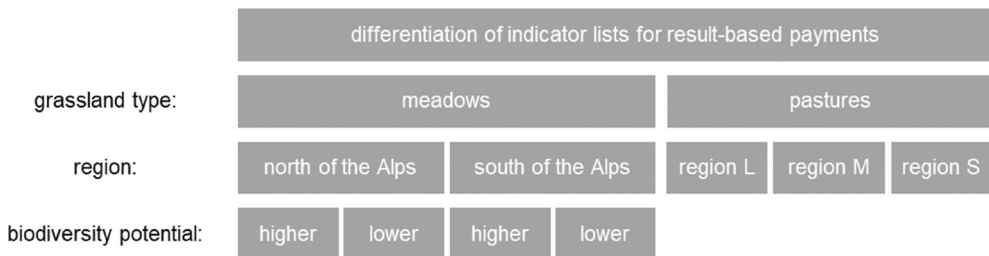 differentiation of indicator lists for result-based payments
grassland type: meadows pastures
region: north of the Alps south of the Alps region L region M region S
biodiversity potential: higher lower higher lower